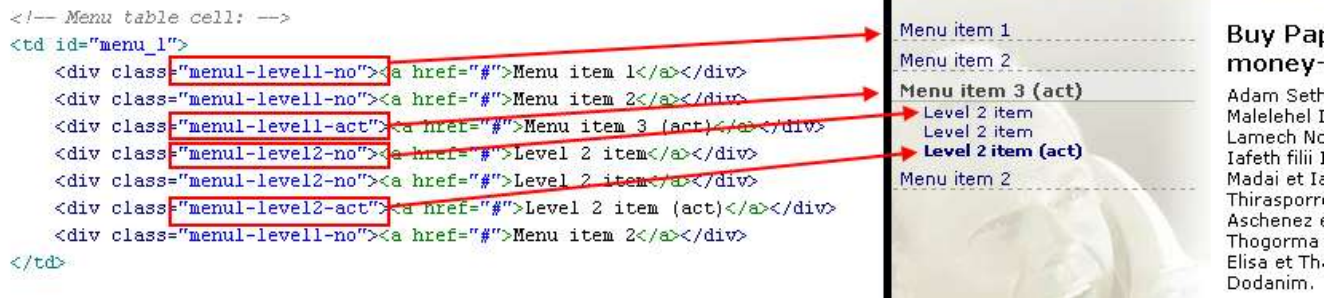 <!-- Menu table cell: -->
<td id="menu_1">
<div class="menu1-level1-no"><a href="#">Menu item 1</a></div>
<div class="menu1-level1-no"><a href="#">Menu item 2</a></div>
<div class="menu1-level1-act"><a href="#">Menu item 3 (act)</a></div>
<div class="menu1-level2-no"><a href="#">Level 2 item</a></div>
<div class="menu1-level2-no"><a href="#">Level 2 item</a></div>
<div class="menu1-level2-act"><a href="#">Level 2 item (act)</a></div>
<div class="menu1-level1-no"><a href="#">Menu item 2</a></div>
</td>
Menu item 1
Menu item 2
Menu item 3 (act)
Level 2 item
Level 2 item
Level 2 item (act)
Menu item 2
Buy
money-
Adam Seth
Malelehel
Lamech
Iafeth filii
Madai et
Aschenez
Thogorma
Elisa et
Dodanim.